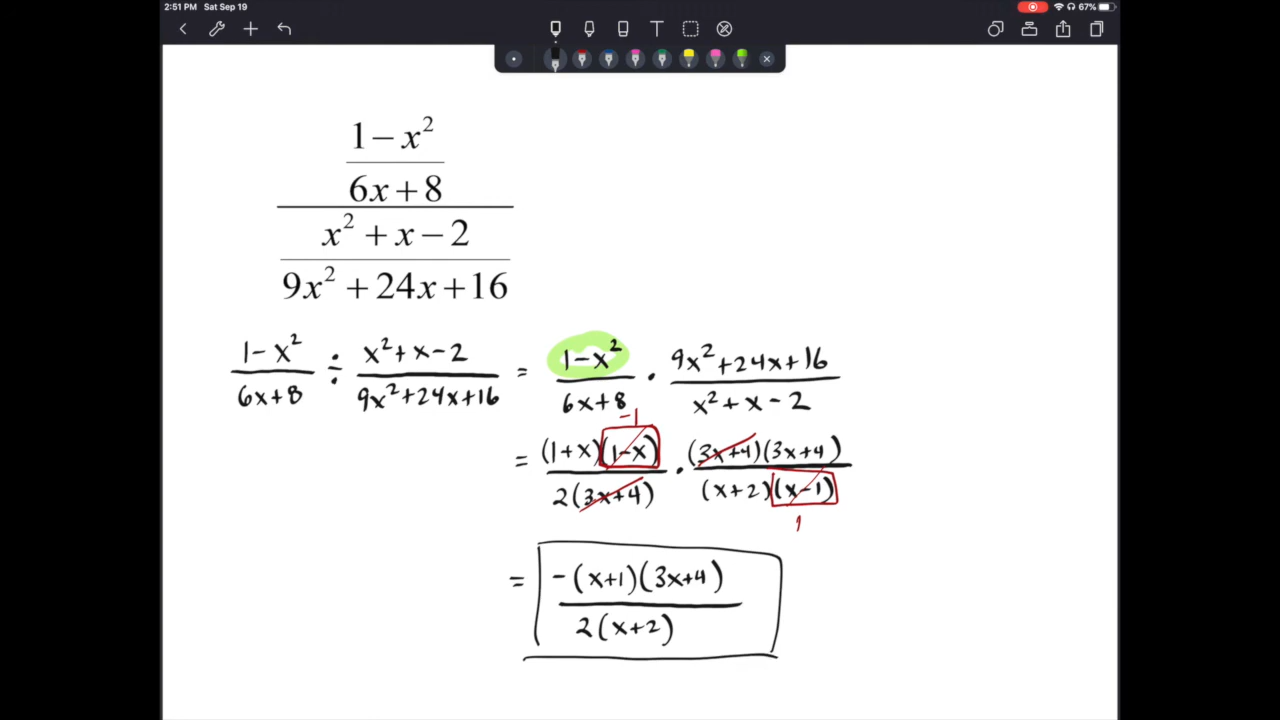 2:51 PM Sat Sep 19 67%
T
1 − x²
6x + 8
x² + x − 2
9x² + 24x + 16
1 − x² / 6x + 8 ÷ x² + x − 2 / 9x² + 24x + 16 = 1 − x² / 6x + 8 · 9x² + 24x + 16 / x² + x − 2
−1
= (1 + x)(1 − x) / 2(3x + 4) · (3x + 4)(3x + 4) / (x + 2)(x − 1)
1
= −(x + 1)(3x + 4) / 2(x + 2)